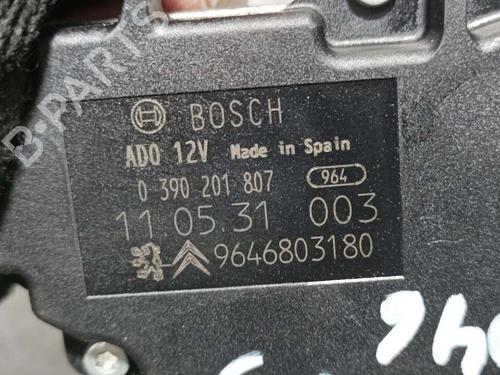 B-PARTS
BOSCH
ADO 12V Made in Spain
0 390 201 807 964
11 05.31 003
9646803180